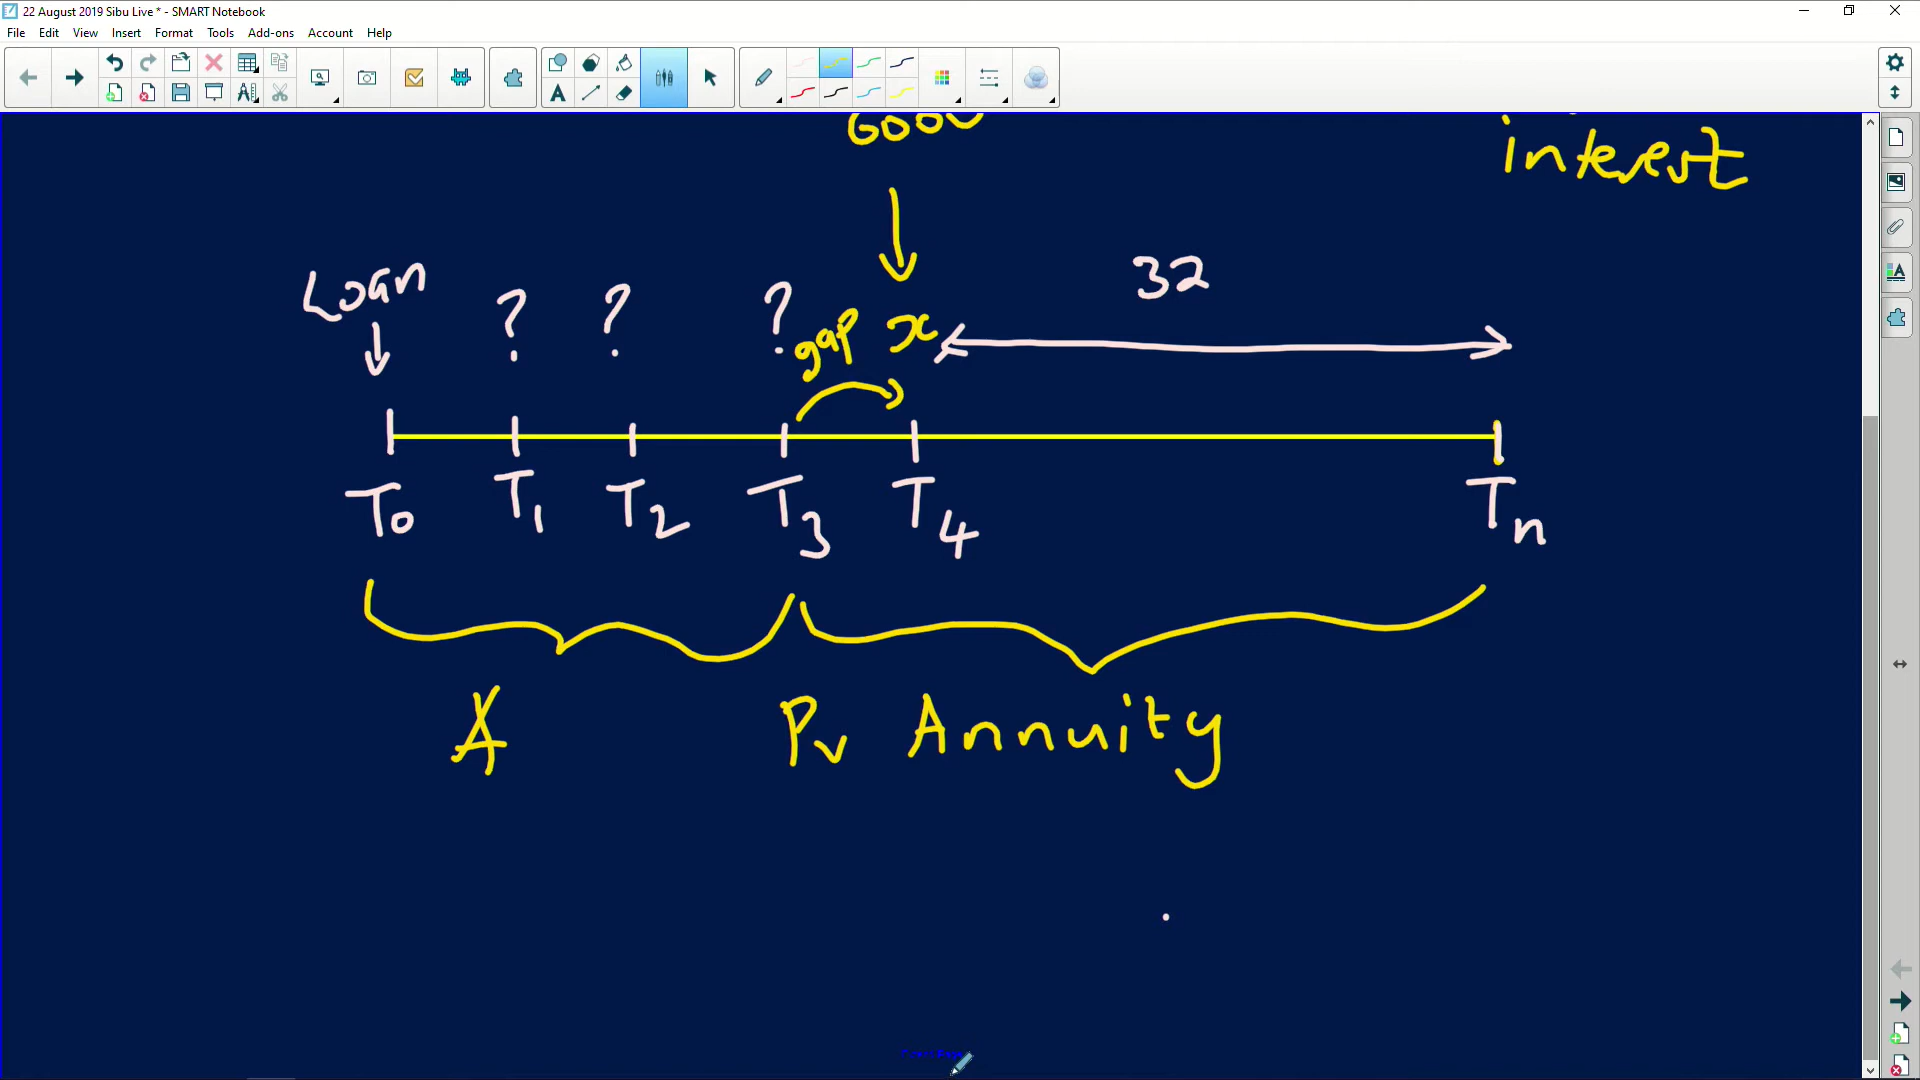 22 August 2019 Sibu Live * - SMART Notebook
File Edit View Insert Format Tools Add-ons Account Help
interest
Loan ? ? ? gap x 32
T0 T1 T2 T3 T4 Tn
A Pv Annuity